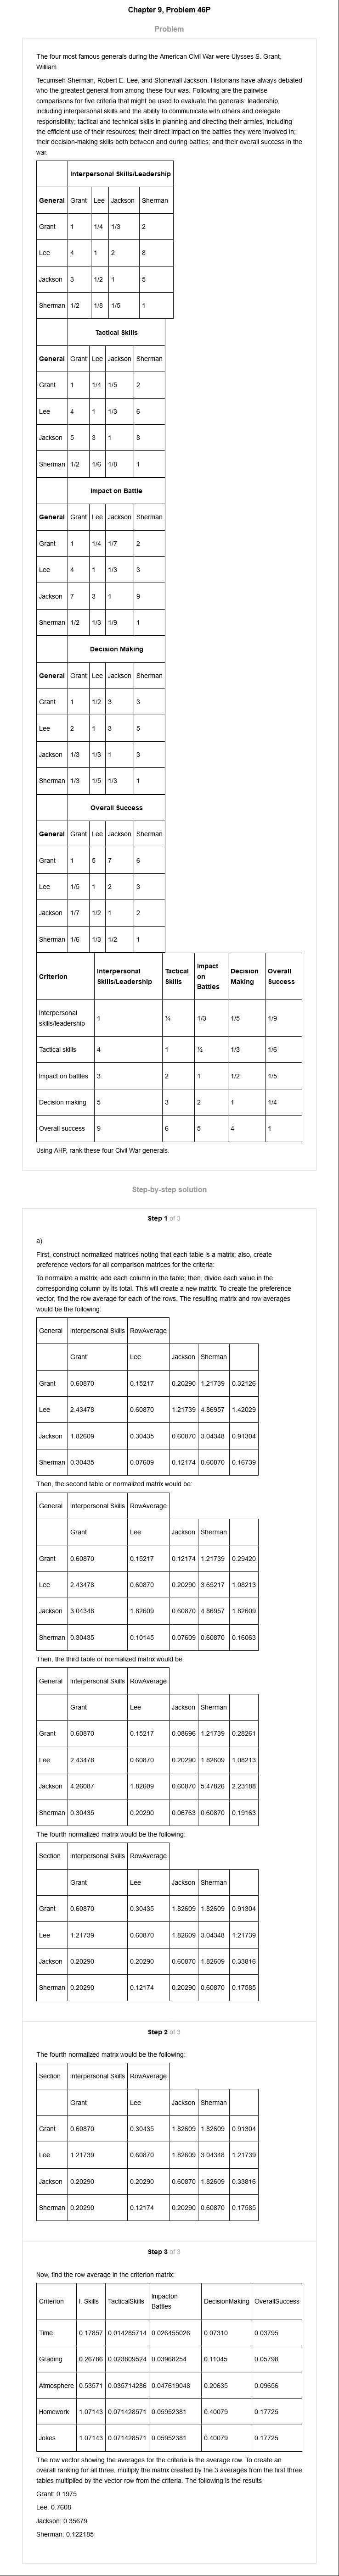 Chapter 9, Problem 46P
Problem
The four most famous generals during the American Civil War were Ulysses S. Grant,
William
Tecumseh Sherman, Robert E. Lee, and Stonewall Jackson. Historians have always debated
who the greatest general from among these four was. Following are the pairwise
comparisons for five criteria that might be used to evaluate the generals: leadership,
including interpersonal skills and the ability to communicate with others and delegate
responsibility; tactical and technical skills in planning and directing their armies, including
the efficient use of their resources; their direct impact on the battles they were involved in;
their decision-making skills both between and during battles; and their overall success in the
war.
Interpersonal Skills/Leadership
General Grant Lee Jackson Sherman
Grant 1 1/4 1/3 2
Lee 4 1 2 8
Jackson 3 1/2 1 5
Sherman 1/2 1/8 1/5 1
Tactical Skills
General Grant Lee Jackson Sherman
Grant 1 1/4 1/5 2
Lee 4 1 1/3 6
Jackson 5 3 1 8
Sherman 1/2 1/6 1/8 1
Impact on Battle
General Grant Lee Jackson Sherman
Grant 1 1/4 1/7 2
Lee 4 1 1/3 3
Jackson 7 3 1 9
Sherman 1/2 1/3 1/9 1
Decision Making
General Grant Lee Jackson Sherman
Grant 1 1/2 3 3
Lee 2 1 3 5
Jackson 1/3 1/3 1 3
Sherman 1/3 1/5 1/3 1
Overall Success
General Grant Lee Jackson Sherman
Grant 1 5 7 6
Lee 1/5 1 2 3
Jackson 1/7 1/2 1 2
Sherman 1/6 1/3 1/2 1
Criterion Interpersonal Skills/Leadership Tactical Skills Impact on Battles Decision Making Overall Success
Interpersonal skills/leadership 1 ¼ 1/3 1/5 1/9
Tactical skills 4 1 ½ 1/3 1/6
Impact on battles 3 2 1 1/2 1/5
Decision making 5 3 2 1 1/4
Overall success 9 6 5 4 1
Using AHP, rank these four Civil War generals.
Step-by-step solution
Step 1 of 3
a)
First, construct normalized matrices noting that each table is a matrix; also, create
preference vectors for all comparison matrices for the criteria:
To normalize a matrix, add each column in the table; then, divide each value in the
corresponding column by its total. This will create a new matrix. To create the preference
vector, find the row average for each of the rows. The resulting matrix and row averages
would be the following:
General Interpersonal Skills RowAverage
Grant Lee Jackson Sherman
Grant 0.60870 0.15217 0.20290 1.21739 0.32126
Lee 2.43478 0.60870 1.21739 4.86957 1.42029
Jackson 1.82609 0.30435 0.60870 3.04348 0.91304
Sherman 0.30435 0.07609 0.12174 0.60870 0.16739
Then, the second table or normalized matrix would be:
General Interpersonal Skills RowAverage
Grant Lee Jackson Sherman
Grant 0.60870 0.15217 0.12174 1.21739 0.29420
Lee 2.43478 0.60870 0.20290 3.65217 1.08213
Jackson 3.04348 1.82609 0.60870 4.86957 1.82609
Sherman 0.30435 0.10145 0.07609 0.60870 0.16063
Then, the third table or normalized matrix would be:
General Interpersonal Skills RowAverage
Grant Lee Jackson Sherman
Grant 0.60870 0.15217 0.08696 1.21739 0.28261
Lee 2.43478 0.60870 0.20290 1.82609 1.08213
Jackson 4.26087 1.82609 0.60870 5.47826 2.23188
Sherman 0.30435 0.20290 0.06763 0.60870 0.19163
The fourth normalized matrix would be the following:
Section Interpersonal Skills RowAverage
Grant Lee Jackson Sherman
Grant 0.60870 0.30435 1.82609 1.82609 0.91304
Lee 1.21739 0.60870 1.82609 3.04348 1.21739
Jackson 0.20290 0.20290 0.60870 1.82609 0.33816
Sherman 0.20290 0.12174 0.20290 0.60870 0.17585
Step 2 of 3
The fourth normalized matrix would be the following:
Section Interpersonal Skills RowAverage
Grant Lee Jackson Sherman
Grant 0.60870 0.30435 1.82609 1.82609 0.91304
Lee 1.21739 0.60870 1.82609 3.04348 1.21739
Jackson 0.20290 0.20290 0.60870 1.82609 0.33816
Sherman 0.20290 0.12174 0.20290 0.60870 0.17585
Step 3 of 3
Now, find the row average in the criterion matrix:
Criterion I. Skills TacticalSkills Impacton Battles DecisionMaking OverallSuccess
Time 0.17857 0.014285714 0.026455026 0.07310 0.03795
Grading 0.26786 0.023809524 0.03968254 0.11045 0.05798
Atmosphere 0.53571 0.035714286 0.047619048 0.20635 0.09656
Homework 1.07143 0.071428571 0.05952381 0.40079 0.17725
Jokes 1.07143 0.071428571 0.05952381 0.40079 0.17725
The row vector showing the averages for the criteria is the average row. To create an
overall ranking for all three, multiply the matrix created by the 3 averages from the first three
tables multiplied by the vector row from the criteria. The following is the results
Grant: 0.1975
Lee: 0.7608
Jackson: 0.35679
Sherman: 0.122185